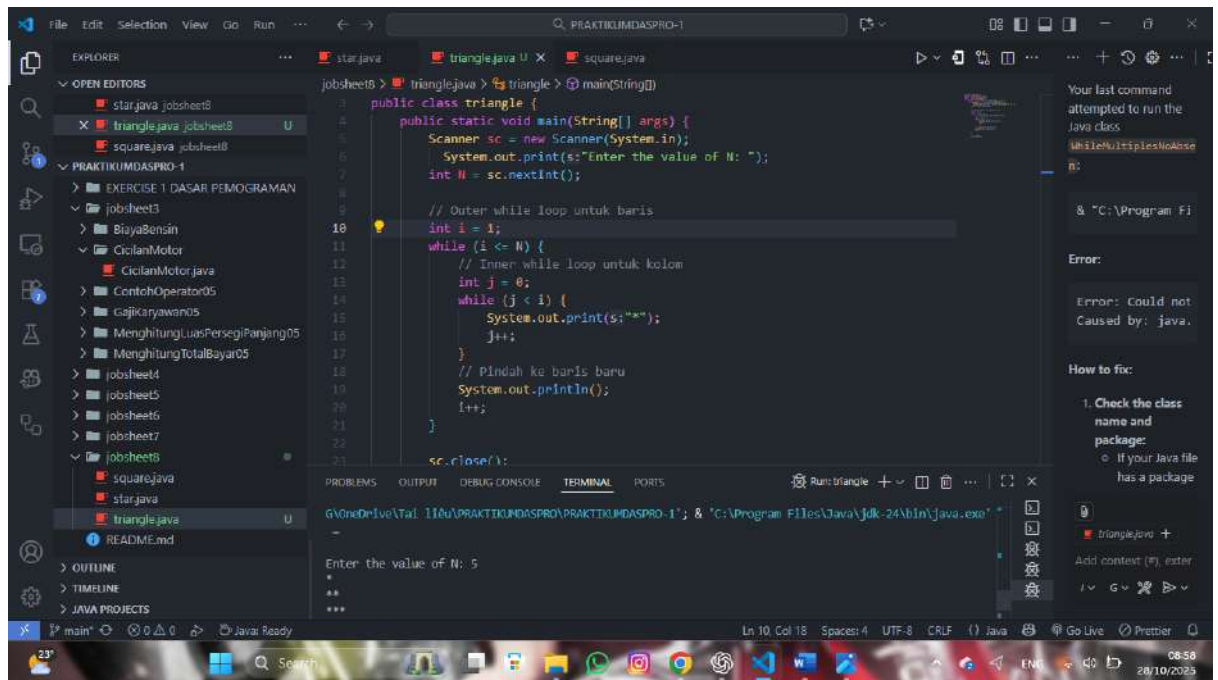 File Edit Selection View Go Run ··· PRAKTIKUMDASPRO-1
EXPLORER
OPEN EDITORS
star.java jobsheet8
triangle.java jobsheet8 U
square.java jobsheet8
PRAKTIKUMDASPRO-1
EXERCISE 1 DASAR PEMOGRAMAN
jobsheet3
BiayaBensin
CicilanMotor
CicilanMotor.java
ContohOperator05
GajiKaryawan05
MenghitungLuasPersegiPanjang05
MenghitungTotalBayar05
jobsheet4
jobsheet5
jobsheet6
jobsheet7
jobsheet8
square.java
star.java
triangle.java U
README.md
OUTLINE
TIMELINE
JAVA PROJECTS
star.java triangle.java U square.java
jobsheet8 > triangle.java > triangle > main(String[])
3 public class triangle {
4 public static void main(String[] args) {
5 Scanner sc = new Scanner(System.in);
6 System.out.print(s:"Enter the value of N: ");
7 int N = sc.nextInt();
8
9 // Outer while loop untuk baris
10 int i = 1;
11 while (i <= N) {
12 // Inner while loop untuk kolom
13 int j = 0;
14 while (j < i) {
15 System.out.print(s:"*");
16 j++;
17 }
18 // Pindah ke baris baru
19 System.out.println();
20 i++;
21 }
22
23 sc.close();
PROBLEMS OUTPUT DEBUG CONSOLE TERMINAL PORTS Run: triangle
G\OneDrive\Tai liệu\PRAKTIKUMDASPRO\PRAKTIKUMDASPRO-1'; & 'C:\Program Files\Java\jdk-24\bin\java.exe'
Enter the value of N: 5
*
**
***
Your last command
attempted to run the
Java class
WhileMultiplesNoAbse
n:
& "C:\Program Fi
Error:
Error: Could not
Caused by: java.
How to fix:
1. Check the class
name and
package:
If your Java file
has a package
triangle.java +
Add context (#), exter
main* 0 0 Java: Ready
Ln 10, Col 18 Spaces: 4 UTF-8 CRLF {} Java Go Live Prettier
23°
Search
ENG
08:58
28/10/2025